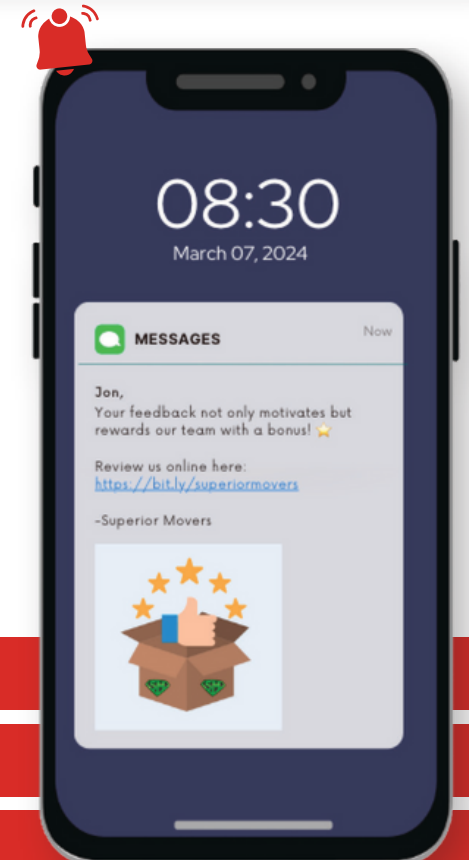 08:30
March 07, 2024
MESSAGES
Now
Jon,
Your feedback not only motivates but
rewards our team with a bonus! ⭐
Review us online here:
https://bit.ly/superiormovers
-Superior Movers